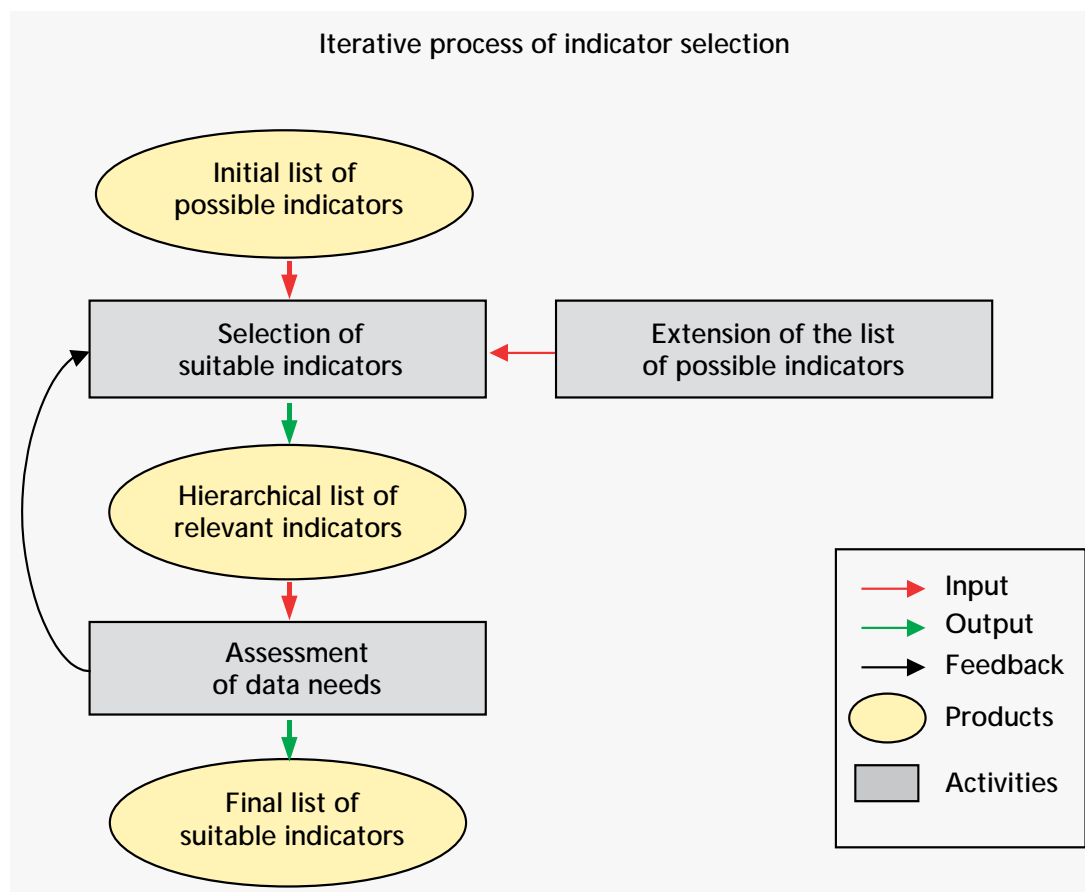 Iterative process of indicator selection
Initial list of
possible indicators
Selection of
suitable indicators
Extension of the list
of possible indicators
Hierarchical list of
relevant indicators
Assessment
of data needs
Final list of
suitable indicators
Input
Output
Feedback
Products
Activities